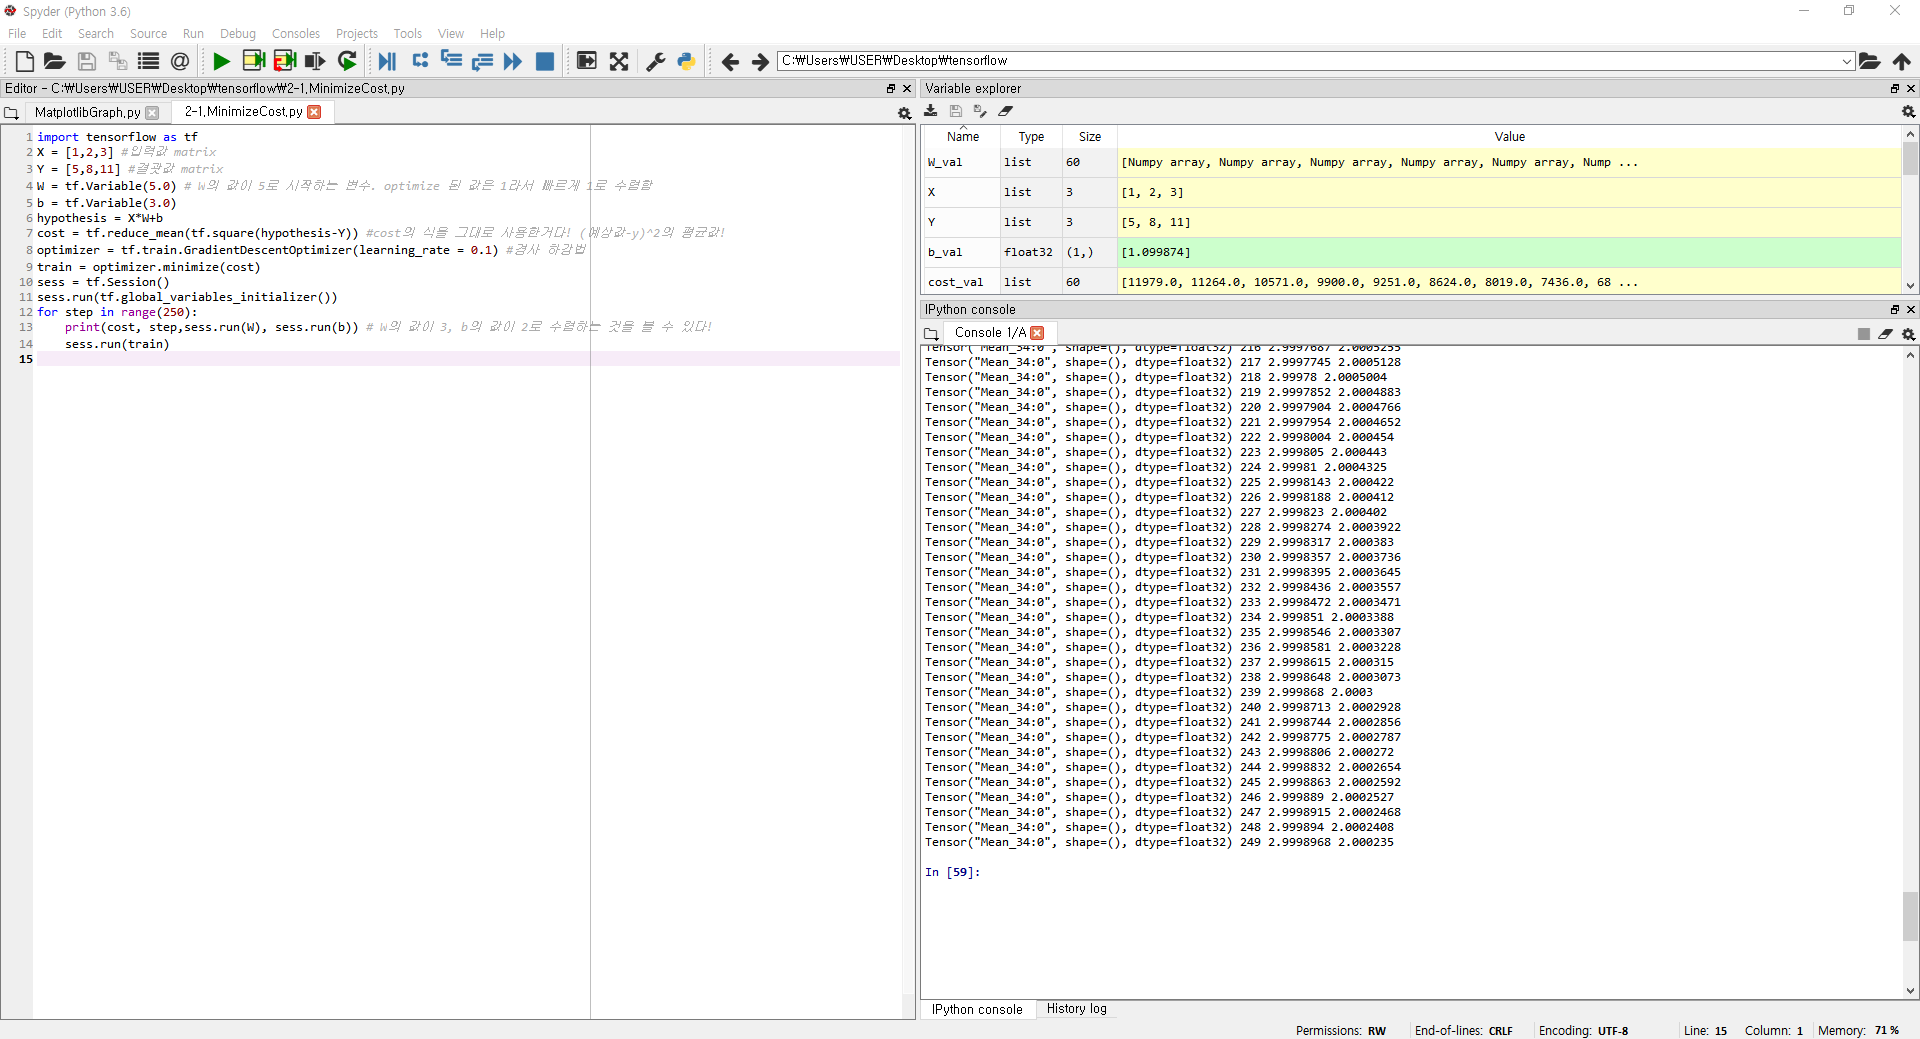 Spyder (Python 3.6)
File Edit Search Source Run Debug Consoles Projects Tools View Help
C:₩Users₩USER₩Desktop₩tensorflow
Editor - C:₩Users₩USER₩Desktop₩tensorflow₩2-1.MinimizeCost.py
MatplotlibGraph.py 2-1.MinimizeCost.py
1 import tensorflow as tf
2 X = [1,2,3] #입력값 matrix
3 Y = [5,8,11] #결괏값 matrix
4 W = tf.Variable(5.0) # W의 값이 5로 시작하는 변수. optimize 된 값은 1라서 빠르게 1로 수렴함
5 b = tf.Variable(3.0)
6 hypothesis = X*W+b
7 cost = tf.reduce_mean(tf.square(hypothesis-Y)) #cost의 식을 그대로 사용한거다! (예상값-y)^2의 평균값!
8 optimizer = tf.train.GradientDescentOptimizer(learning_rate = 0.1) #경사 하강법
9 train = optimizer.minimize(cost)
10 sess = tf.Session()
11 sess.run(tf.global_variables_initializer())
12 for step in range(250):
13 print(cost, step,sess.run(W), sess.run(b)) # W의 값이 3, b의 값이 2로 수렴하는 것을 볼 수 있다!
14 sess.run(train)
15
Variable explorer
Name Type Size Value
W_val list 60 [Numpy array, Numpy array, Numpy array, Numpy array, Numpy array, Nump ...
X list 3 [1, 2, 3]
Y list 3 [5, 8, 11]
b_val float32 (1,) [1.099874]
cost_val list 60 [11979.0, 11264.0, 10571.0, 9900.0, 9251.0, 8624.0, 8019.0, 7436.0, 68 ...
IPython console
Console 1/A
Tensor("Mean_34:0", shape=(), dtype=float32) 216 2.9997687 2.0005255
Tensor("Mean_34:0", shape=(), dtype=float32) 217 2.9997745 2.0005128
Tensor("Mean_34:0", shape=(), dtype=float32) 218 2.99978 2.0005004
Tensor("Mean_34:0", shape=(), dtype=float32) 219 2.9997852 2.0004883
Tensor("Mean_34:0", shape=(), dtype=float32) 220 2.9997904 2.0004766
Tensor("Mean_34:0", shape=(), dtype=float32) 221 2.9997954 2.0004652
Tensor("Mean_34:0", shape=(), dtype=float32) 222 2.9998004 2.000454
Tensor("Mean_34:0", shape=(), dtype=float32) 223 2.999805 2.000443
Tensor("Mean_34:0", shape=(), dtype=float32) 224 2.99981 2.0004325
Tensor("Mean_34:0", shape=(), dtype=float32) 225 2.9998143 2.000422
Tensor("Mean_34:0", shape=(), dtype=float32) 226 2.9998188 2.000412
Tensor("Mean_34:0", shape=(), dtype=float32) 227 2.999823 2.000402
Tensor("Mean_34:0", shape=(), dtype=float32) 228 2.9998274 2.0003922
Tensor("Mean_34:0", shape=(), dtype=float32) 229 2.9998317 2.000383
Tensor("Mean_34:0", shape=(), dtype=float32) 230 2.9998357 2.0003736
Tensor("Mean_34:0", shape=(), dtype=float32) 231 2.9998395 2.0003645
Tensor("Mean_34:0", shape=(), dtype=float32) 232 2.9998436 2.0003557
Tensor("Mean_34:0", shape=(), dtype=float32) 233 2.9998472 2.0003471
Tensor("Mean_34:0", shape=(), dtype=float32) 234 2.999851 2.0003388
Tensor("Mean_34:0", shape=(), dtype=float32) 235 2.9998546 2.0003307
Tensor("Mean_34:0", shape=(), dtype=float32) 236 2.9998581 2.0003228
Tensor("Mean_34:0", shape=(), dtype=float32) 237 2.9998615 2.000315
Tensor("Mean_34:0", shape=(), dtype=float32) 238 2.9998648 2.0003073
Tensor("Mean_34:0", shape=(), dtype=float32) 239 2.999868 2.0003
Tensor("Mean_34:0", shape=(), dtype=float32) 240 2.9998713 2.0002928
Tensor("Mean_34:0", shape=(), dtype=float32) 241 2.9998744 2.0002856
Tensor("Mean_34:0", shape=(), dtype=float32) 242 2.9998775 2.0002787
Tensor("Mean_34:0", shape=(), dtype=float32) 243 2.9998806 2.000272
Tensor("Mean_34:0", shape=(), dtype=float32) 244 2.9998832 2.0002654
Tensor("Mean_34:0", shape=(), dtype=float32) 245 2.9998863 2.0002592
Tensor("Mean_34:0", shape=(), dtype=float32) 246 2.999889 2.0002527
Tensor("Mean_34:0", shape=(), dtype=float32) 247 2.9998915 2.0002468
Tensor("Mean_34:0", shape=(), dtype=float32) 248 2.999894 2.0002408
Tensor("Mean_34:0", shape=(), dtype=float32) 249 2.9998968 2.000235
In [59]:
IPython console History log
Permissions: RW End-of-lines: CRLF Encoding: UTF-8 Line: 15 Column: 1 Memory: 71 %